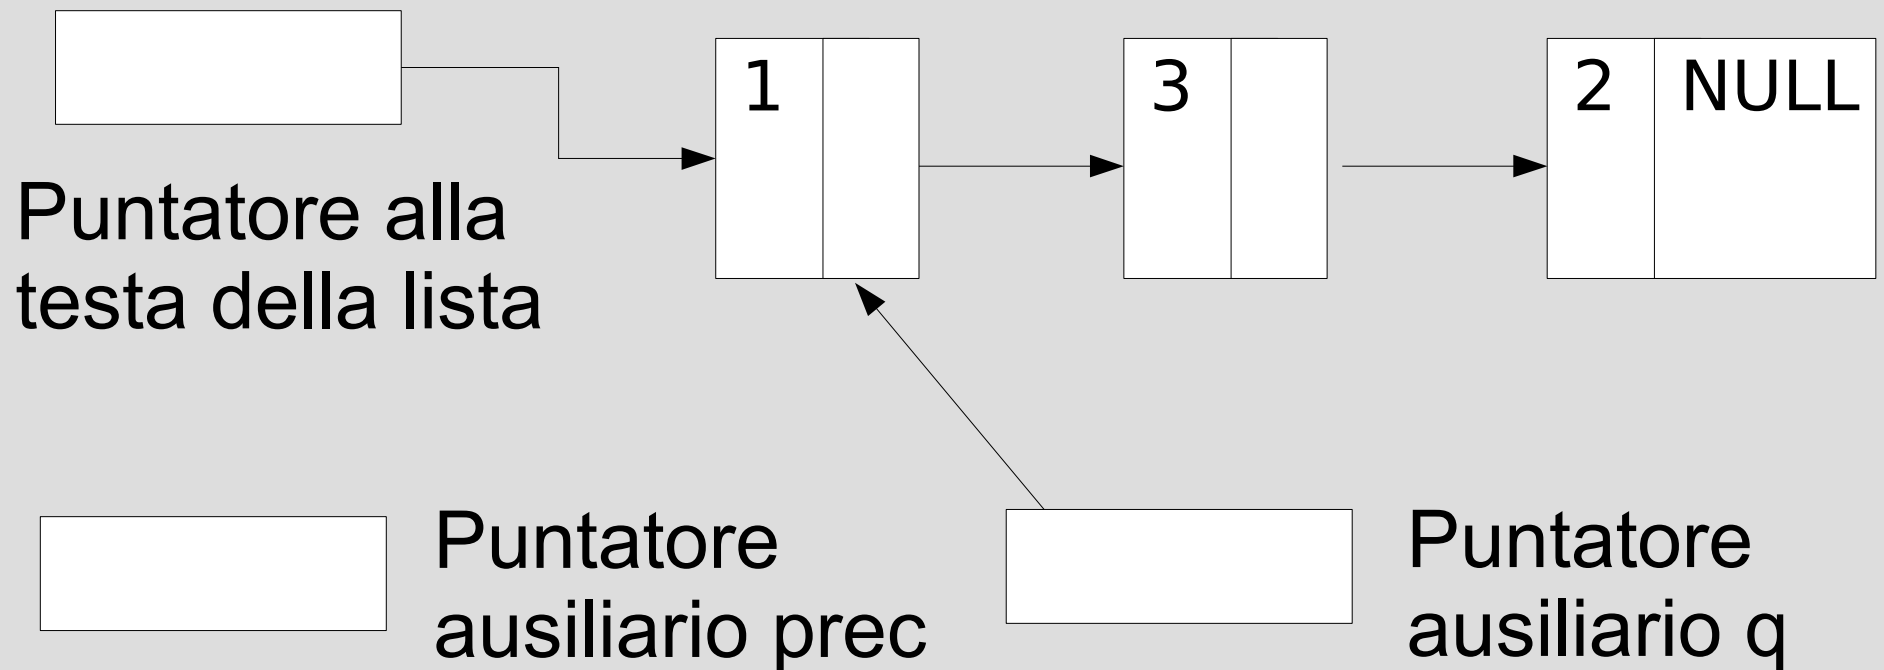 1
3
2 NULL
Puntatore alla
testa della lista
Puntatore
ausiliario prec
Puntatore
ausiliario q